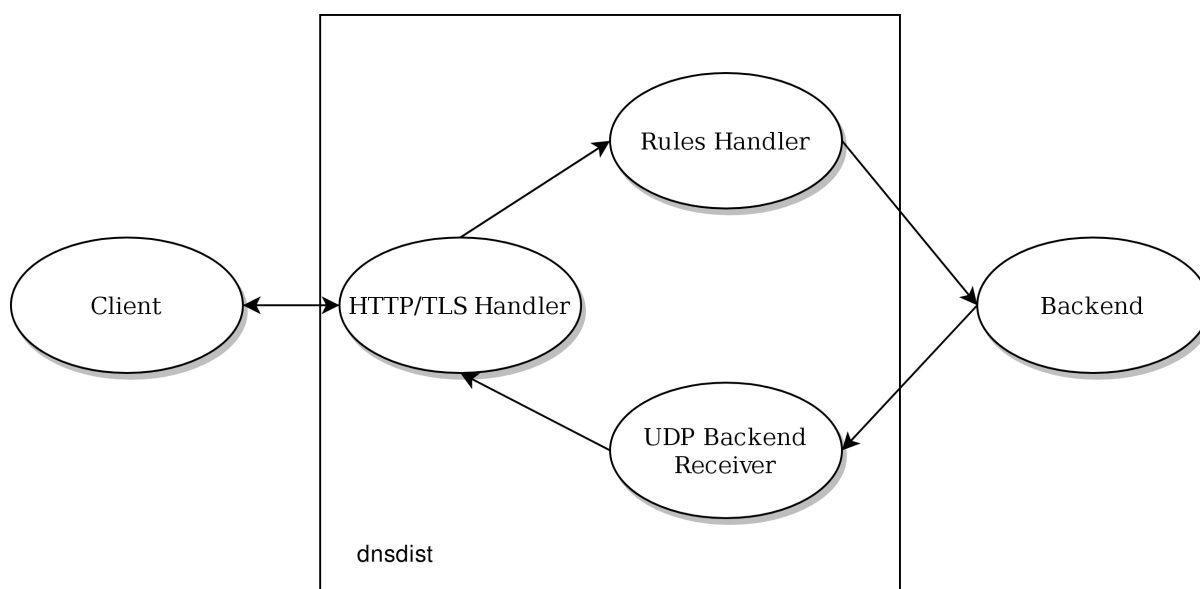 Rules Handler
Client
HTTP/TLS Handler
Backend
UDP Backend
Receiver
dnsdist